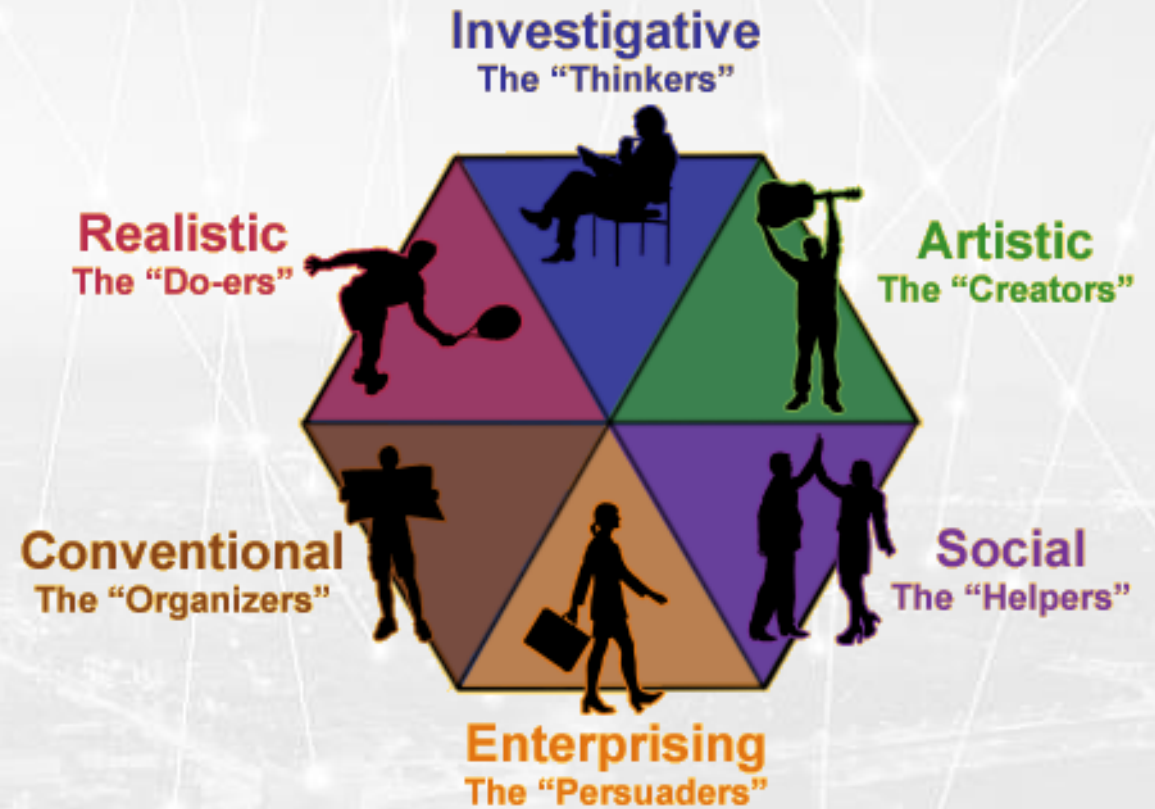 Investigative
The “Thinkers”
Realistic
The “Do-ers”
Artistic
The “Creators”
Conventional
The “Organizers”
Social
The “Helpers”
Enterprising
The “Persuaders”